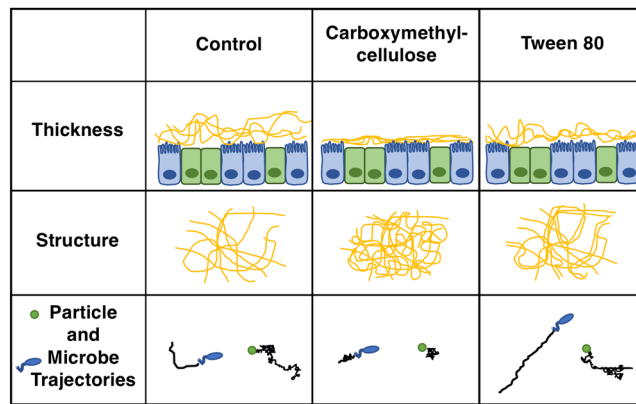 Control
Carboxymethyl-
cellulose
Tween 80
Thickness
Structure
Particle
and
Microbe
Trajectories